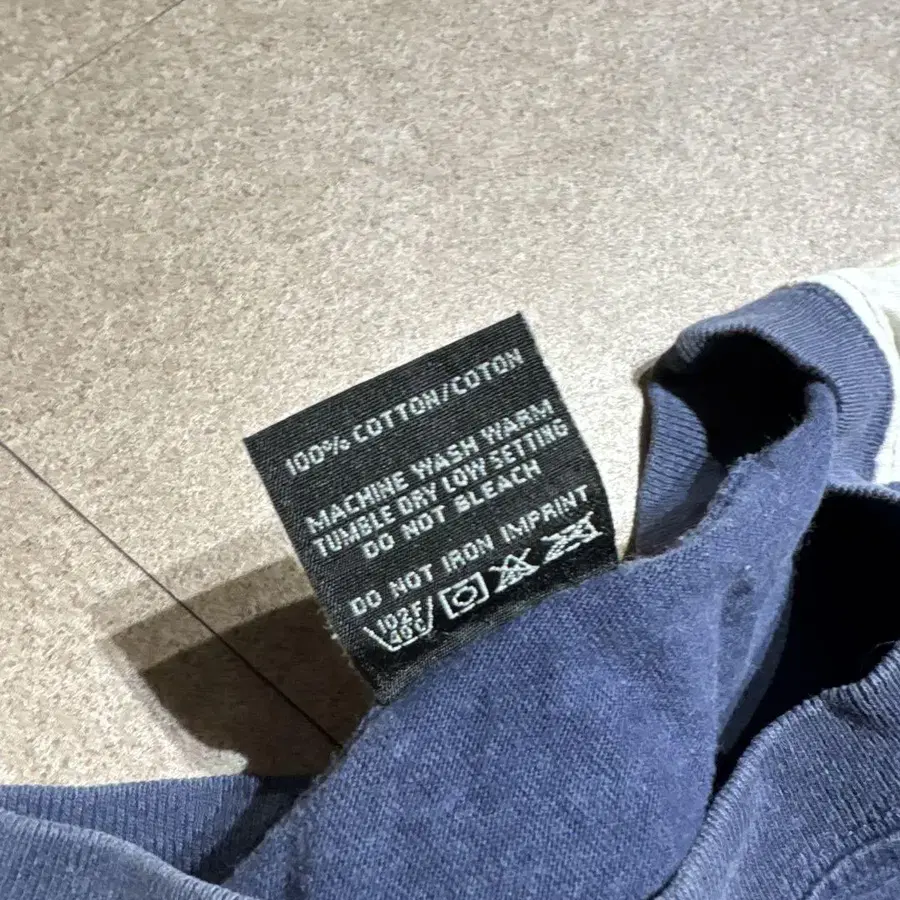 100% COTTON/COTON
MACHINE WASH WARM
TUMBLE DRY LOW SETTING
DO NOT BLEACH
DO NOT IRON IMPRINT
102F/
40C